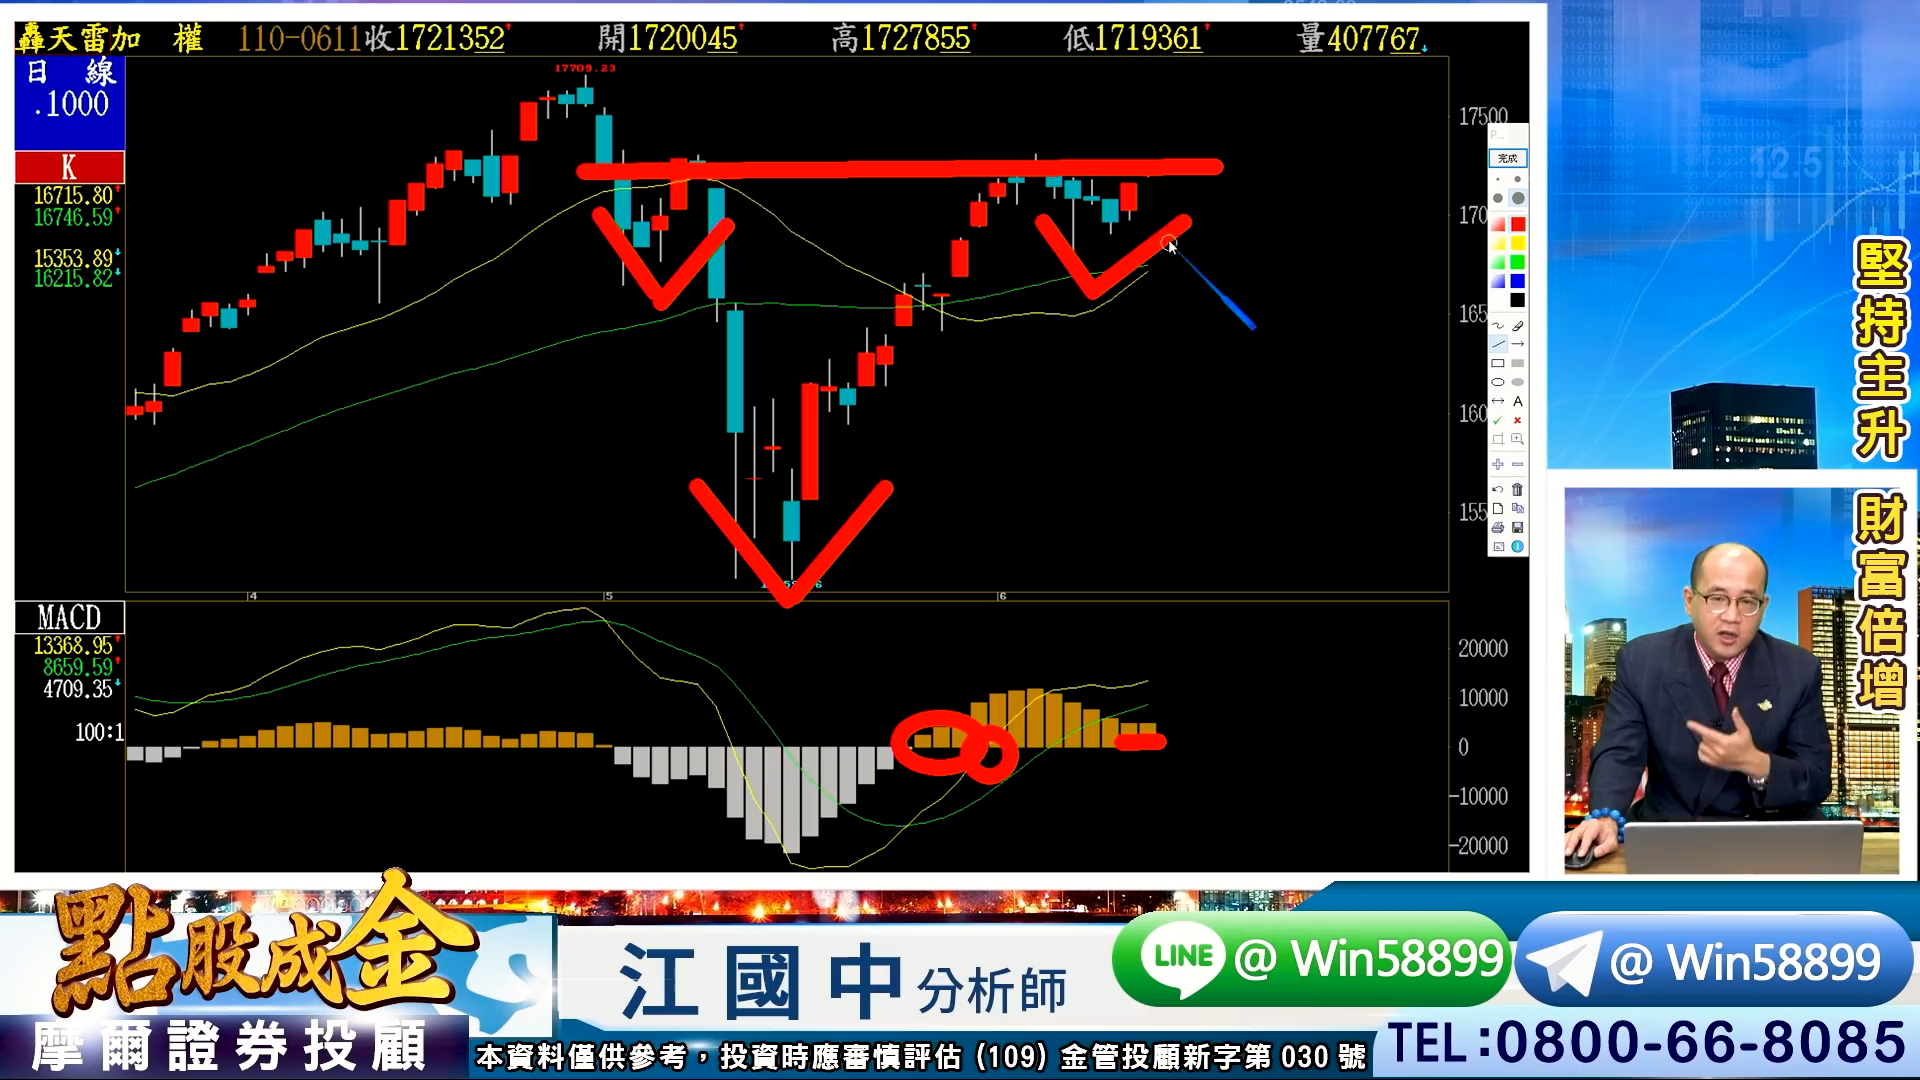 轟天雷加 權 110-0611收1721352 開1720045 高1727855 低1719361 量407767
日 線
.1000
K
16715.80
16746.59
15353.89
16215.82
17709.23
17500
完成
4
5
6
MACD
13368.95
8659.59
4709.35
100:1
20000
10000
0
-10000
-20000
堅持主升
財富倍增
點股成金
摩爾證券投顧
江國中分析師
LINE @ Win58899
@ Win58899
TEL:0800-66-8085
本資料僅供參考，投資時應審慎評估 (109) 金管投顧新字第 030 號